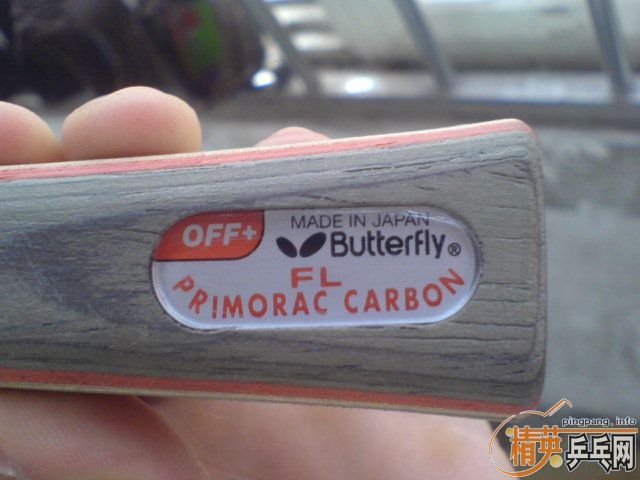 OFF+
MADE IN JAPAN
Butterfly®
FL
PRIMORAC CARBON
pingpang.info
精英乒乓网